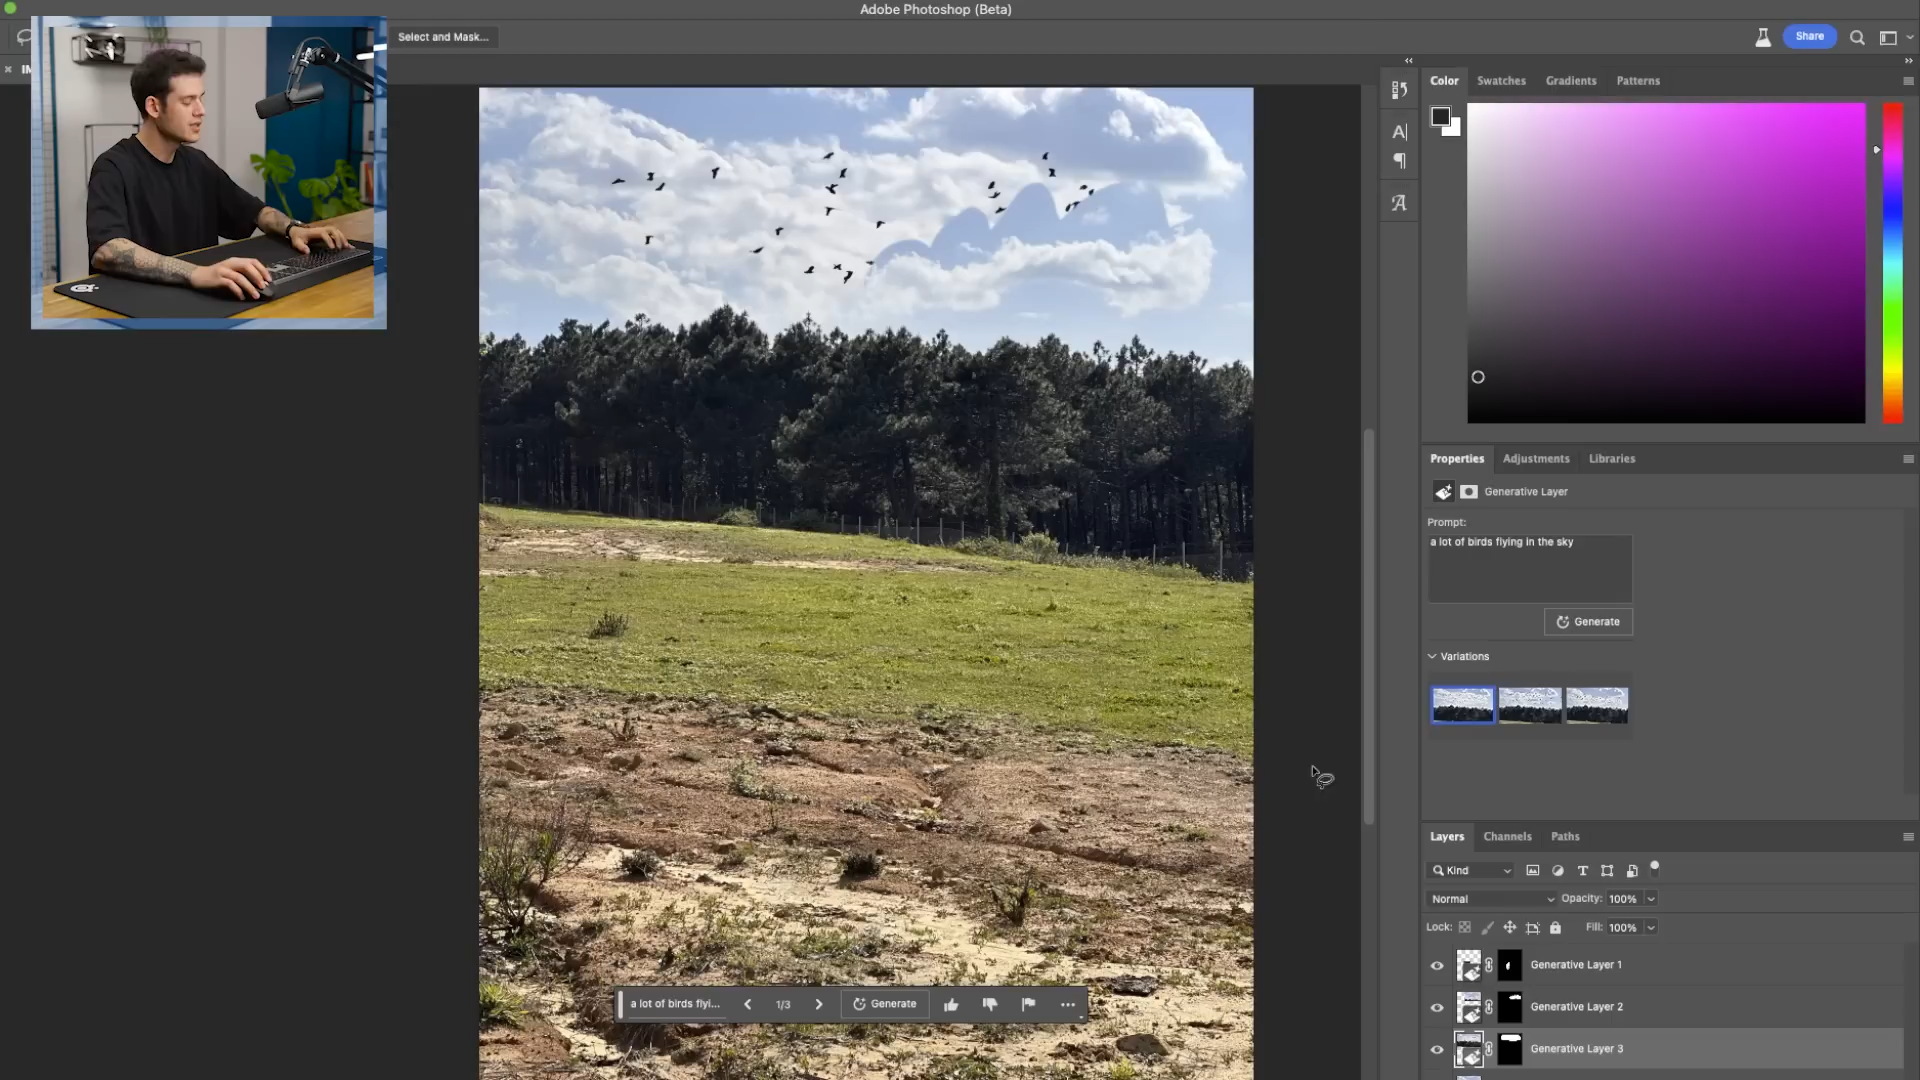 Adobe Photoshop (Beta)
Select and Mask...
Share
IM
Color Swatches Gradients Patterns
Properties Adjustments Libraries
Generative Layer
Prompt:
a lot of birds flying in the sky
Generate
Variations
Layers Channels Paths
Kind
Normal Opacity: 100%
Lock: Fill: 100%
Generative Layer 1
Generative Layer 2
Generative Layer 3
a lot of birds flyi... 1/3 Generate